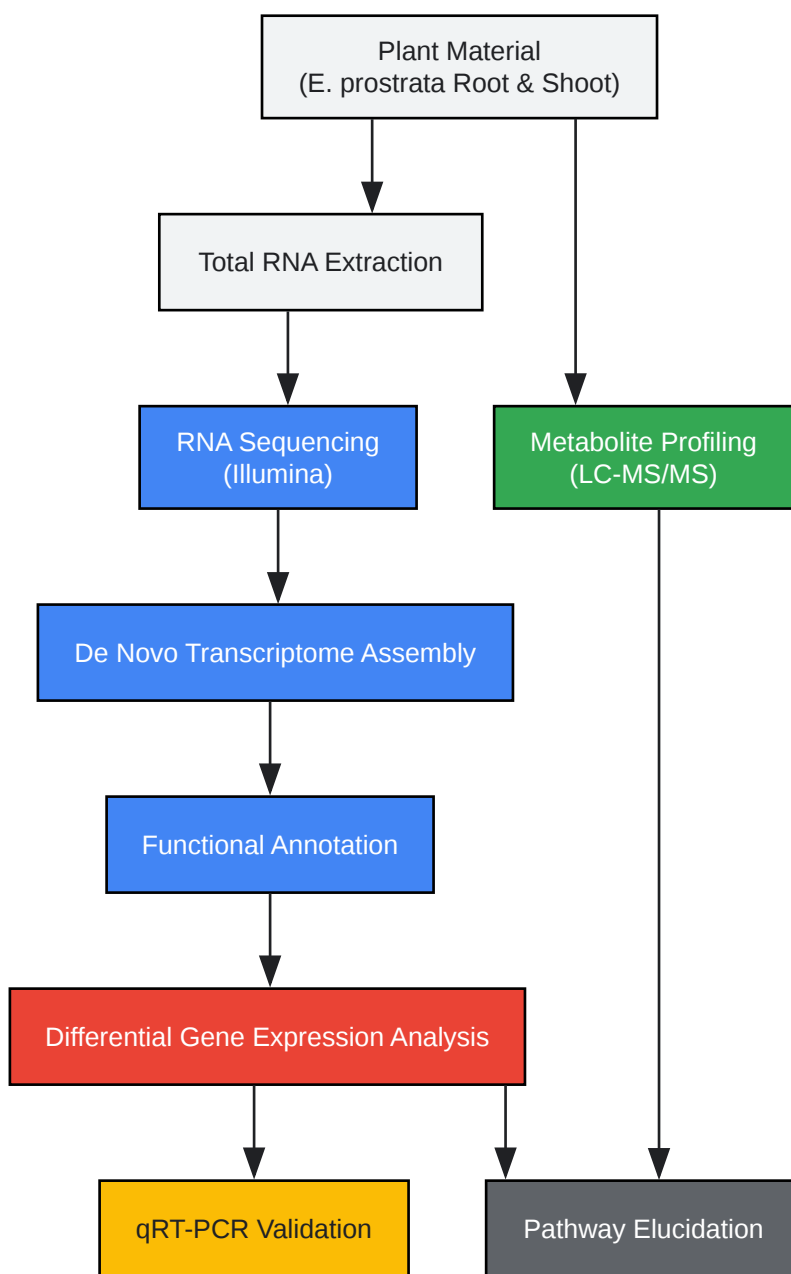 Plant Material
(E. prostrata Root & Shoot)
Total RNA Extraction
RNA Sequencing
(Illumina)
Metabolite Profiling
(LC-MS/MS)
De Novo Transcriptome Assembly
Functional Annotation
Differential Gene Expression Analysis
qRT-PCR Validation
Pathway Elucidation